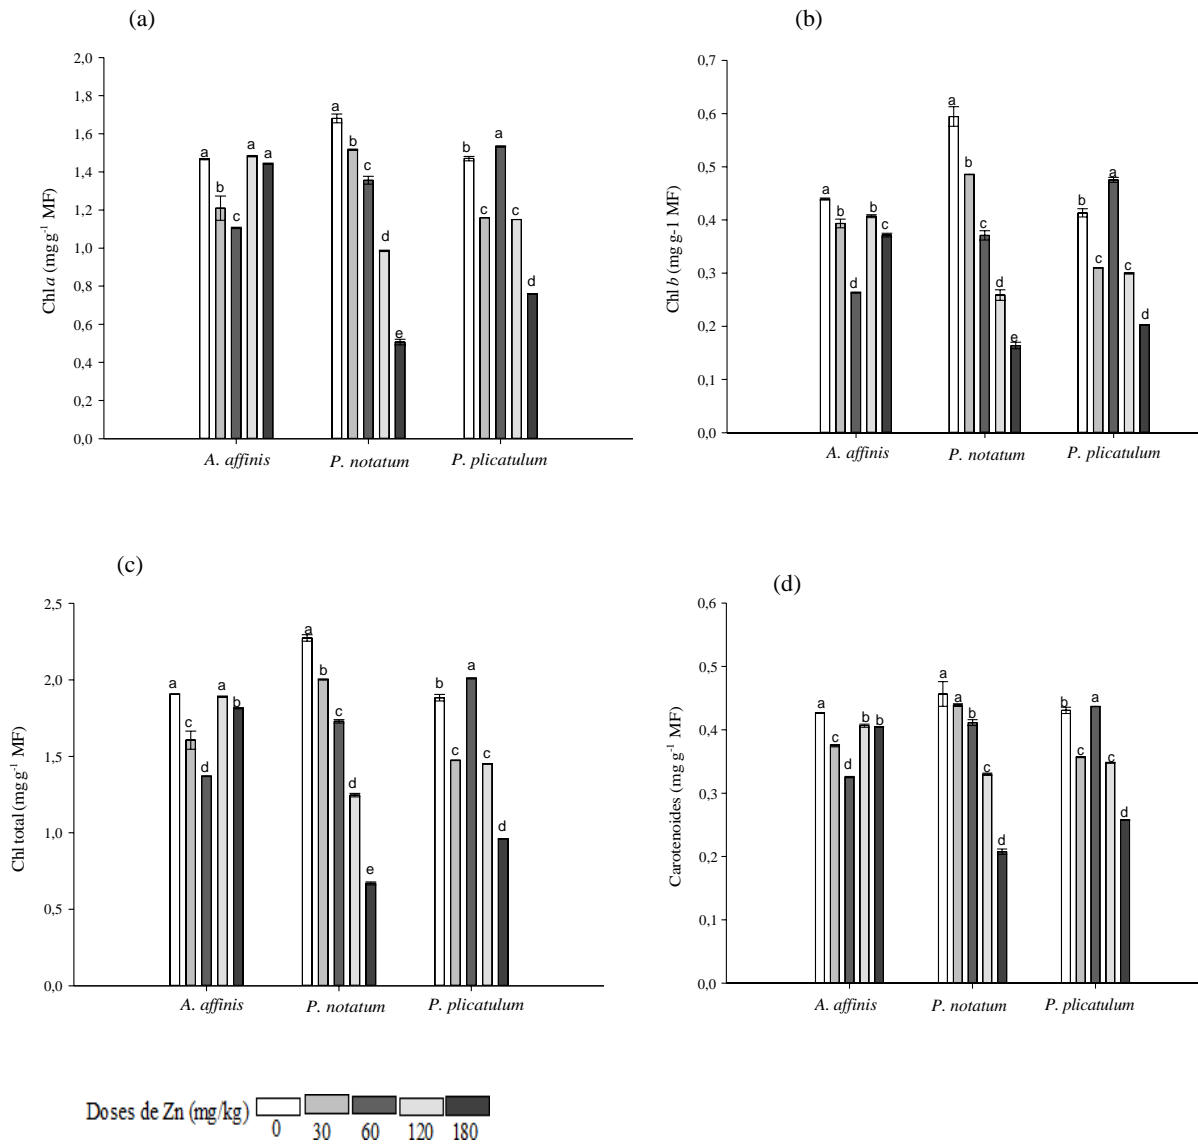 (a)
2,0
1,8
1,6
1,4
1,2
1,0
0,8
0,6
0,4
0,2
0,0
Chl a (mg g-1 MF)
a
b
c
a
a
a
b
c
d
e
b
c
a
c
d
A. affinis
P. notatum
P. plicatulum
(b)
0,7
0,6
0,5
0,4
0,3
0,2
0,1
0,0
Chl b (mg g-1 MF)
a
b
d
b
c
a
b
c
d
e
b
c
a
c
d
A. affinis
P. notatum
P. plicatulum
(c)
2,5
2,0
1,5
1,0
0,5
0,0
Chl total (mg g-1 MF)
a
c
d
a
b
a
b
c
d
e
b
c
a
c
d
A. affinis
P. notatum
P. plicatulum
(d)
0,6
0,5
0,4
0,3
0,2
0,1
0,0
Carotenoides (mg g-1 MF)
a
c
d
b
b
a
a
b
c
d
b
c
a
c
d
A. affinis
P. notatum
P. plicatulum
Doses de Zn (mg/kg)
0 30 60 120 180